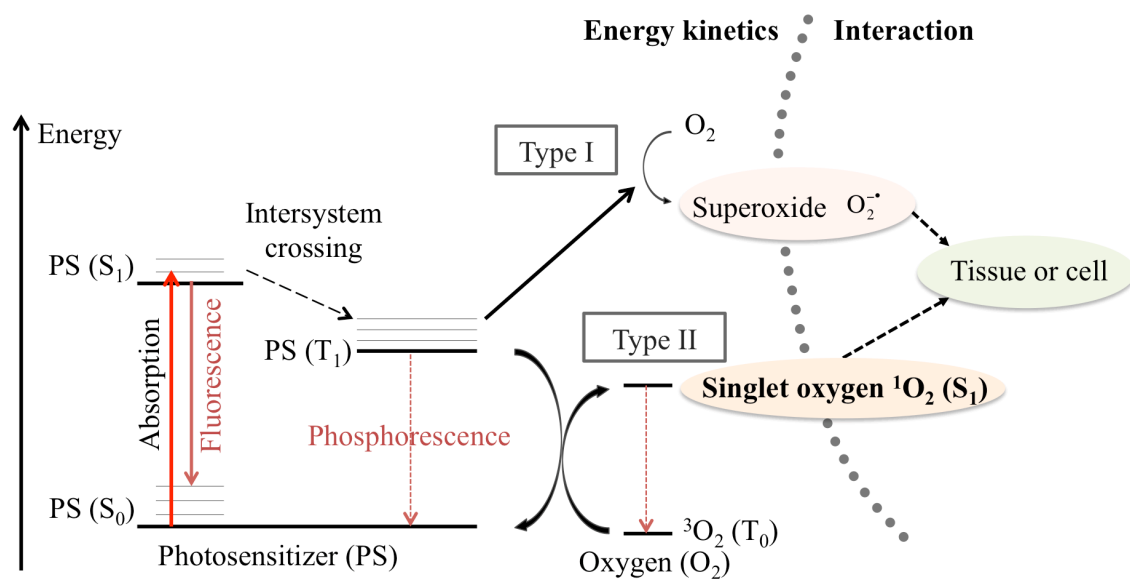 Energy kinetics
Interaction
Energy
Type I
O₂
Superoxide O₂⁻•
Intersystem
crossing
PS (S₁)
Tissue or cell
Absorption
Fluorescence
PS (T₁)
Type II
Singlet oxygen ¹O₂ (S₁)
Phosphorescence
PS (S₀)
Photosensitizer (PS)
³O₂ (T₀)
Oxygen (O₂)